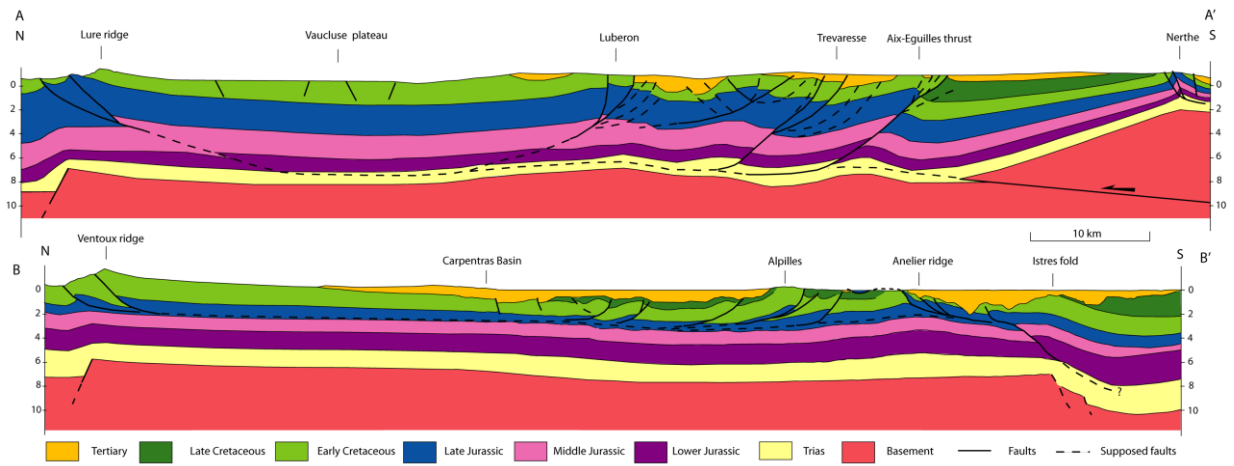 A A'
N Lure ridge Vaucluse plateau Luberon Trevaresse Aix-Eguilles thrust Nerthe S
0 0
2 2
4 4
6 6
8 8
10 10
10 km
N Ventoux ridge Carpentras Basin Alpilles Anelier ridge Istres fold S
B B'
0 0
2 2
4 4
6 6
8 8
10 10
?
Tertiary Late Cretaceous Early Cretaceous Late Jurassic Middle Jurassic Lower Jurassic Trias Basement Faults Supposed faults